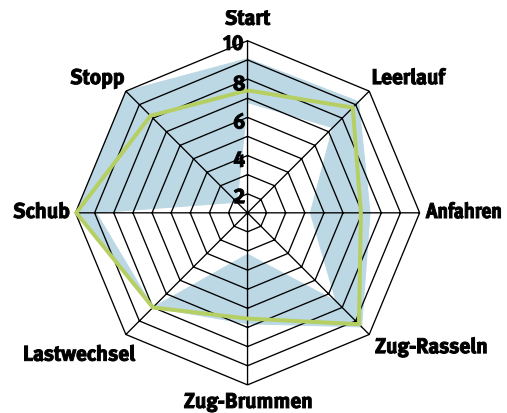 Start
10
Stopp
Leerlauf
8
6
4
2
Schub
Anfahren
Lastwechsel
Zug-Rasseln
Zug-Brummen